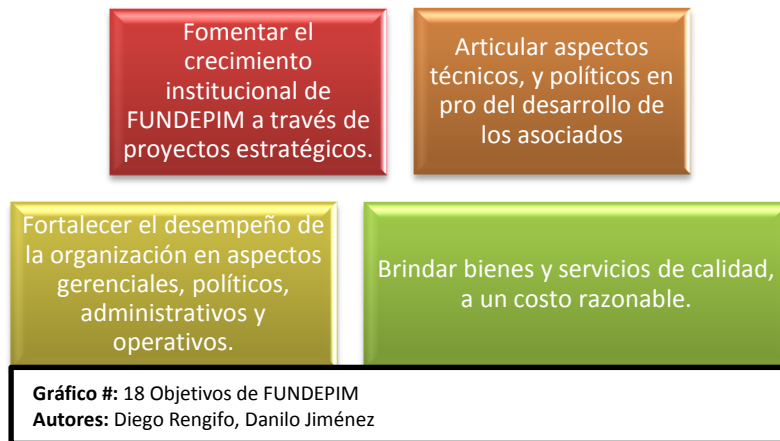 Fomentar el
crecimiento
institucional de
FUNDEPIM a través de
proyectos estratégicos.
Articular aspectos
técnicos, y políticos en
pro del desarrollo de
los asociados
Fortalecer el desempeño de
la organización en aspectos
gerenciales, políticos,
administrativos y
operativos.
Brindar bienes y servicios de calidad,
a un costo razonable.
Gráfico #: 18 Objetivos de FUNDEPIM
Autores: Diego Rengifo, Danilo Jiménez